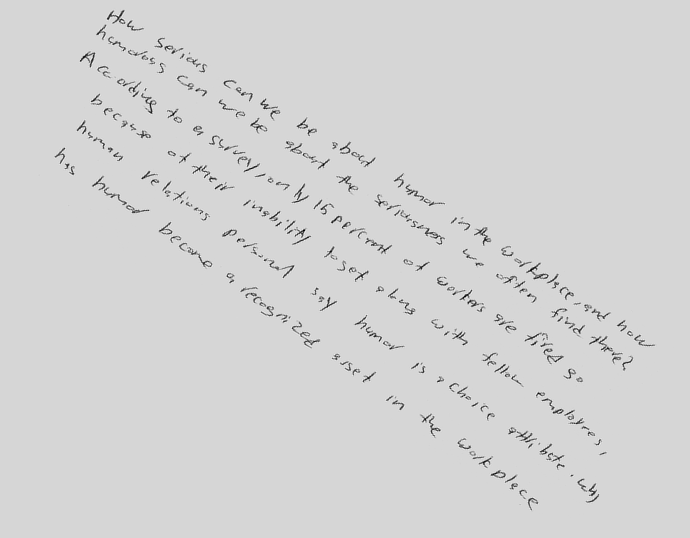 How serious can we be about humor in the workplace, and how
humorous can we be about the seriousness we often find there?
According to a survey, only 15 percent of workers are fired so
because of their inability to get along with fellow employees,
human relations personal say humor is a choice attribute. Why
has humor become a recognized asset in the workplace